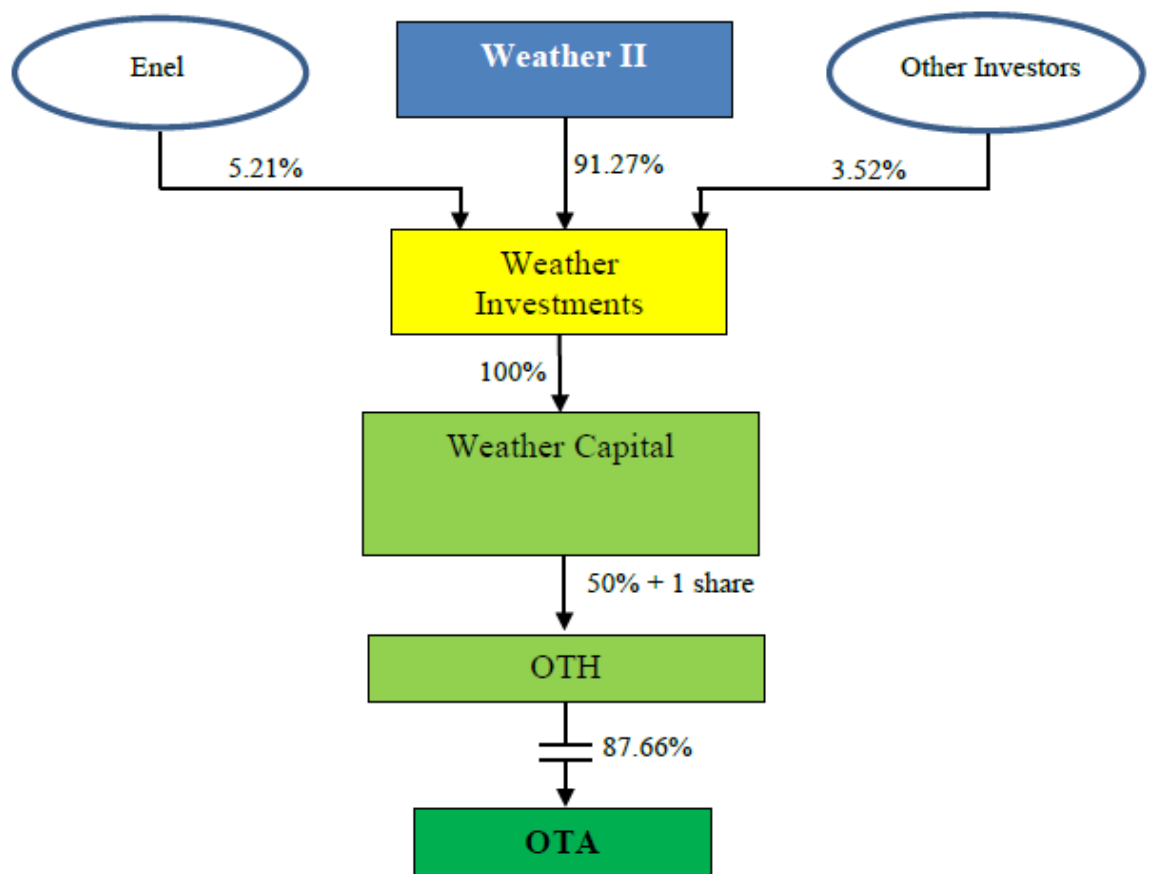 Enel
Weather II
Other Investors
5.21%
91.27%
3.52%
Weather
Investments
100%
Weather Capital
50% + 1 share
OTH
87.66%
OTA